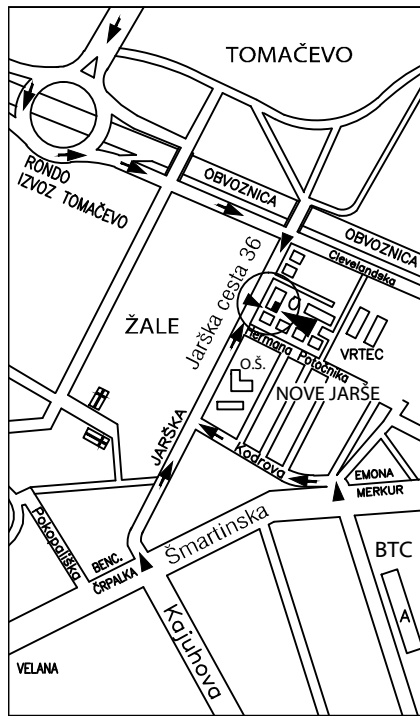 TOMAČEVO
RONDO
IZVOZ TOMAČEVO
OBVOZNICA
OBVOZNICA
Clevelandska
Jarška cesta 36
ŽALE
Hermana Potočnika
VRTEC
O.Š.
NOVE JARŠE
JARŠKA
Kodrova
EMONA
MERKUR
Pokopališka
Šmartinska
BENC.
ČRPALKA
BTC
A
Kajuhova
VELANA